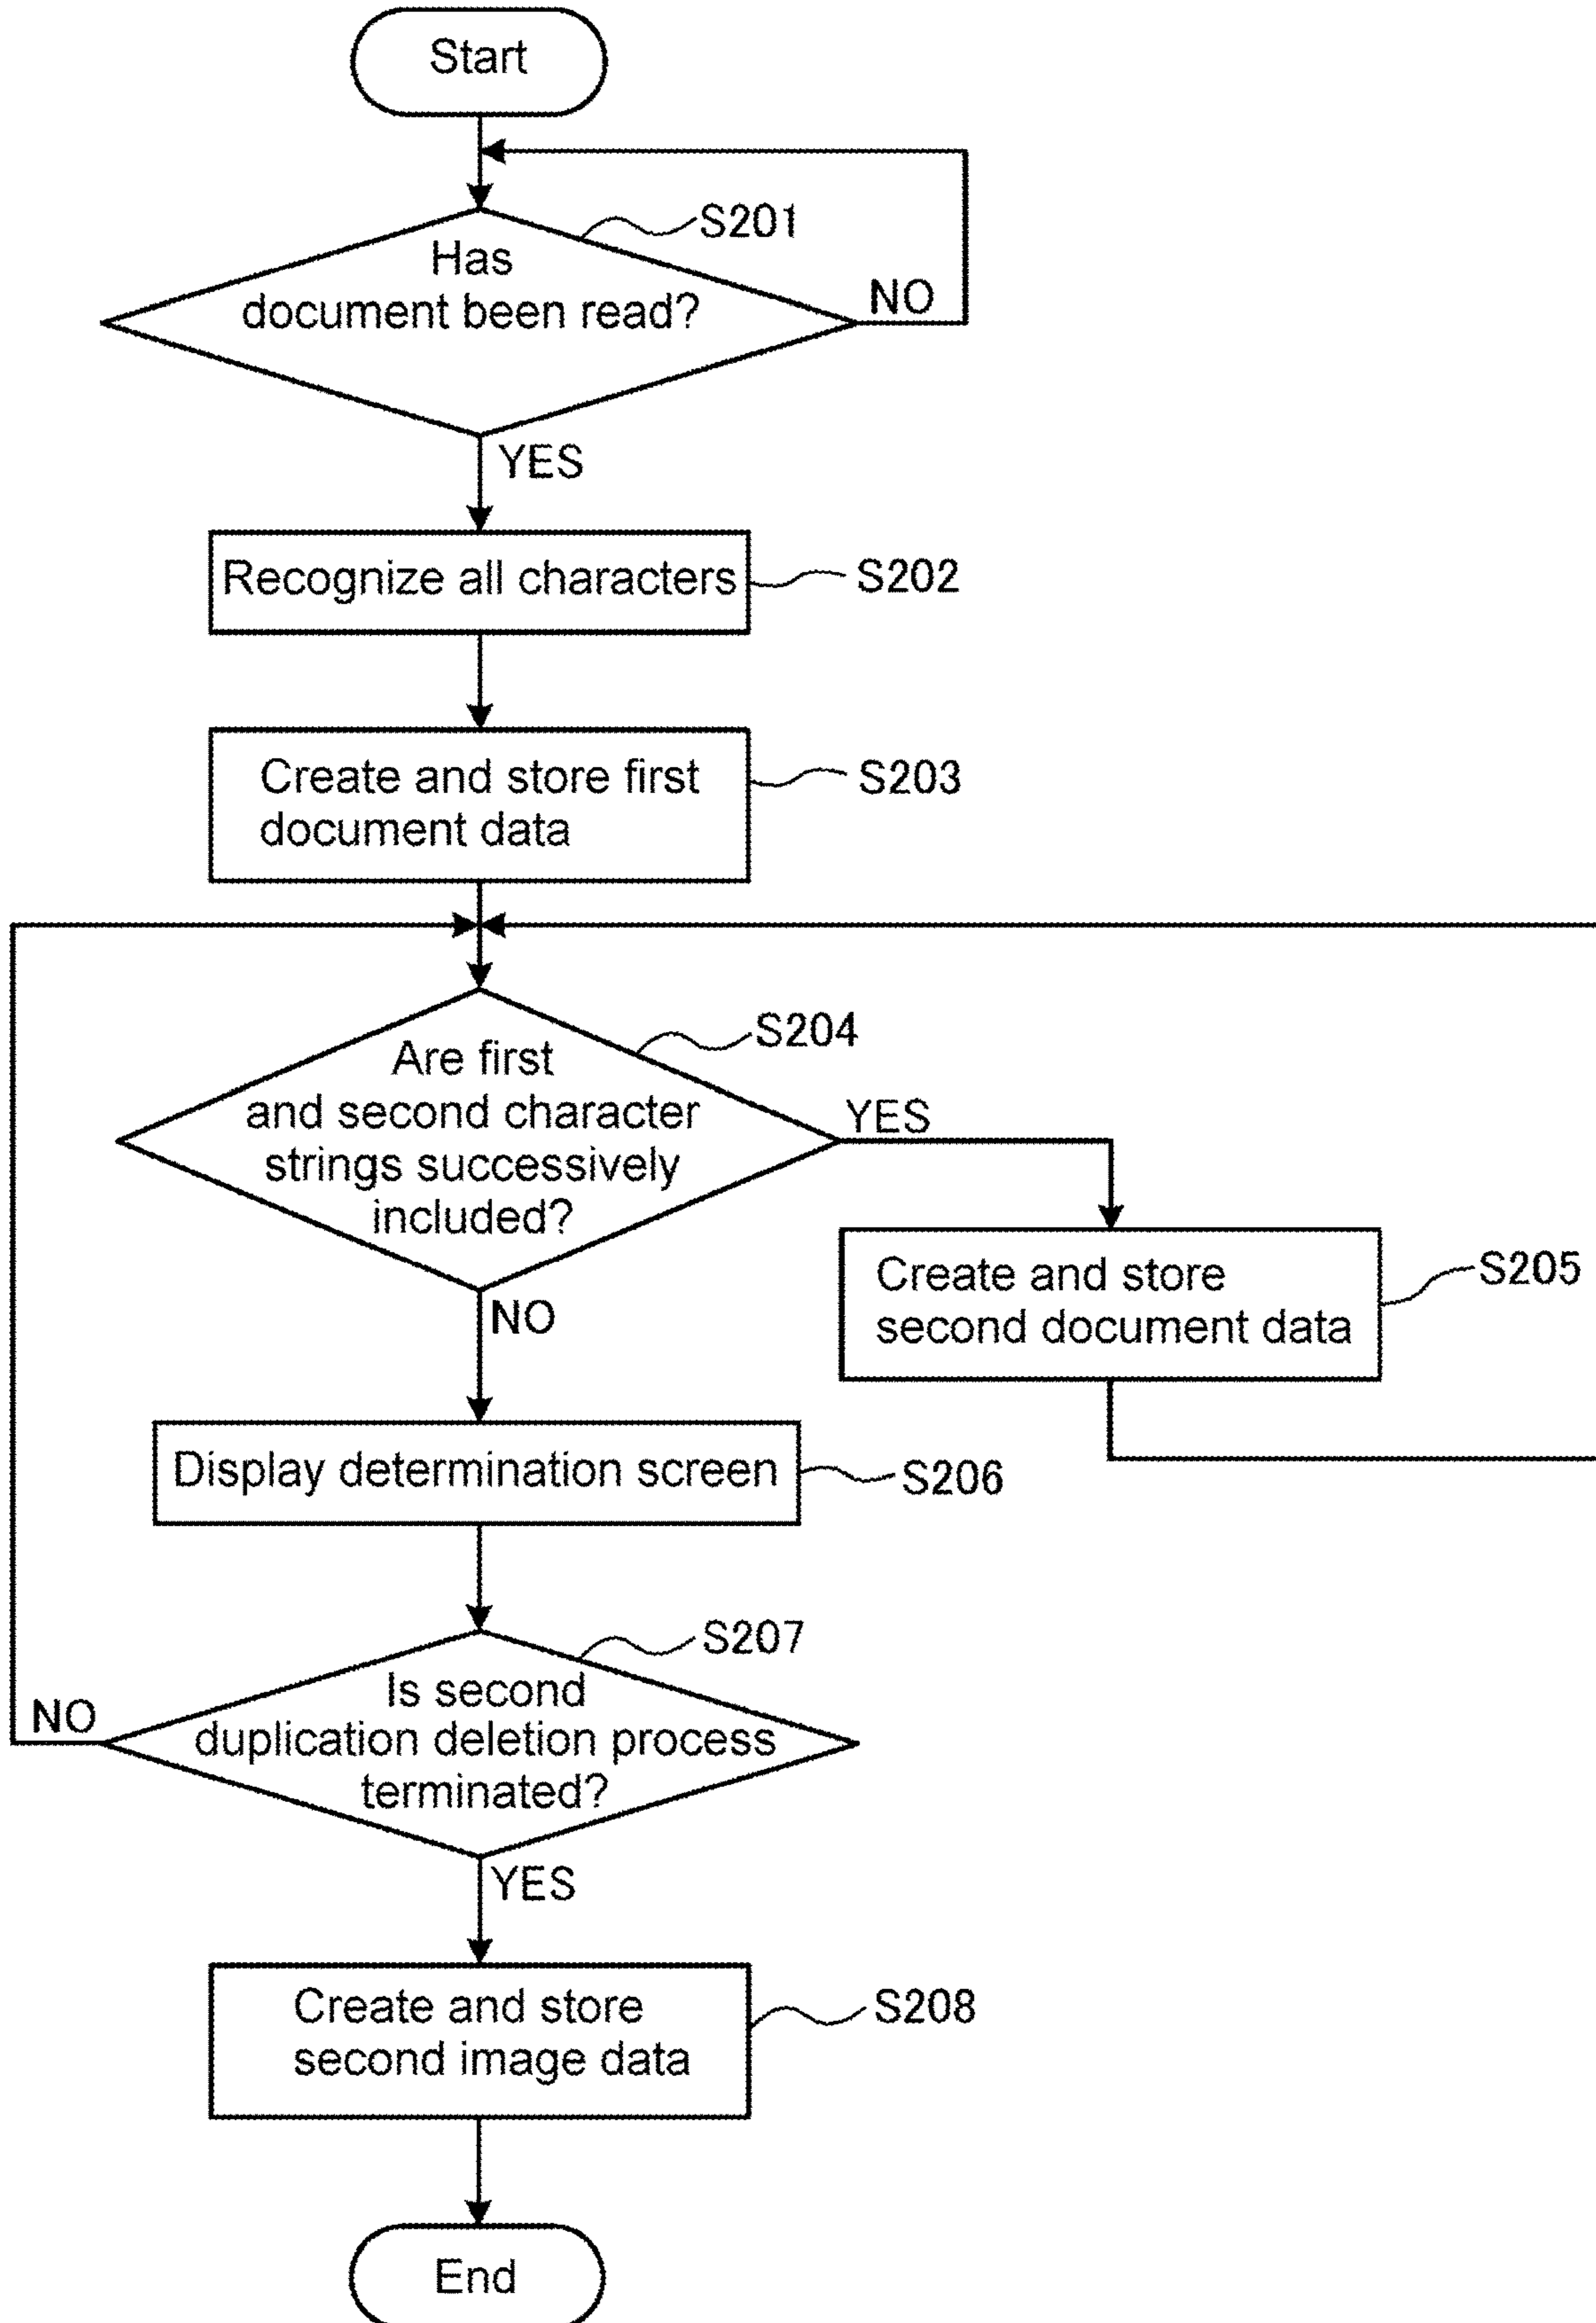 Start
S201
Has
document been read?
NO
YES
Recognize all characters
S202
Create and store first
document data
S203
S204
Are first
and second character
strings successively
included?
YES
NO
Create and store
second document data
S205
Display determination screen
S206
S207
Is second
duplication deletion process
terminated?
NO
YES
Create and store
second image data
S208
End